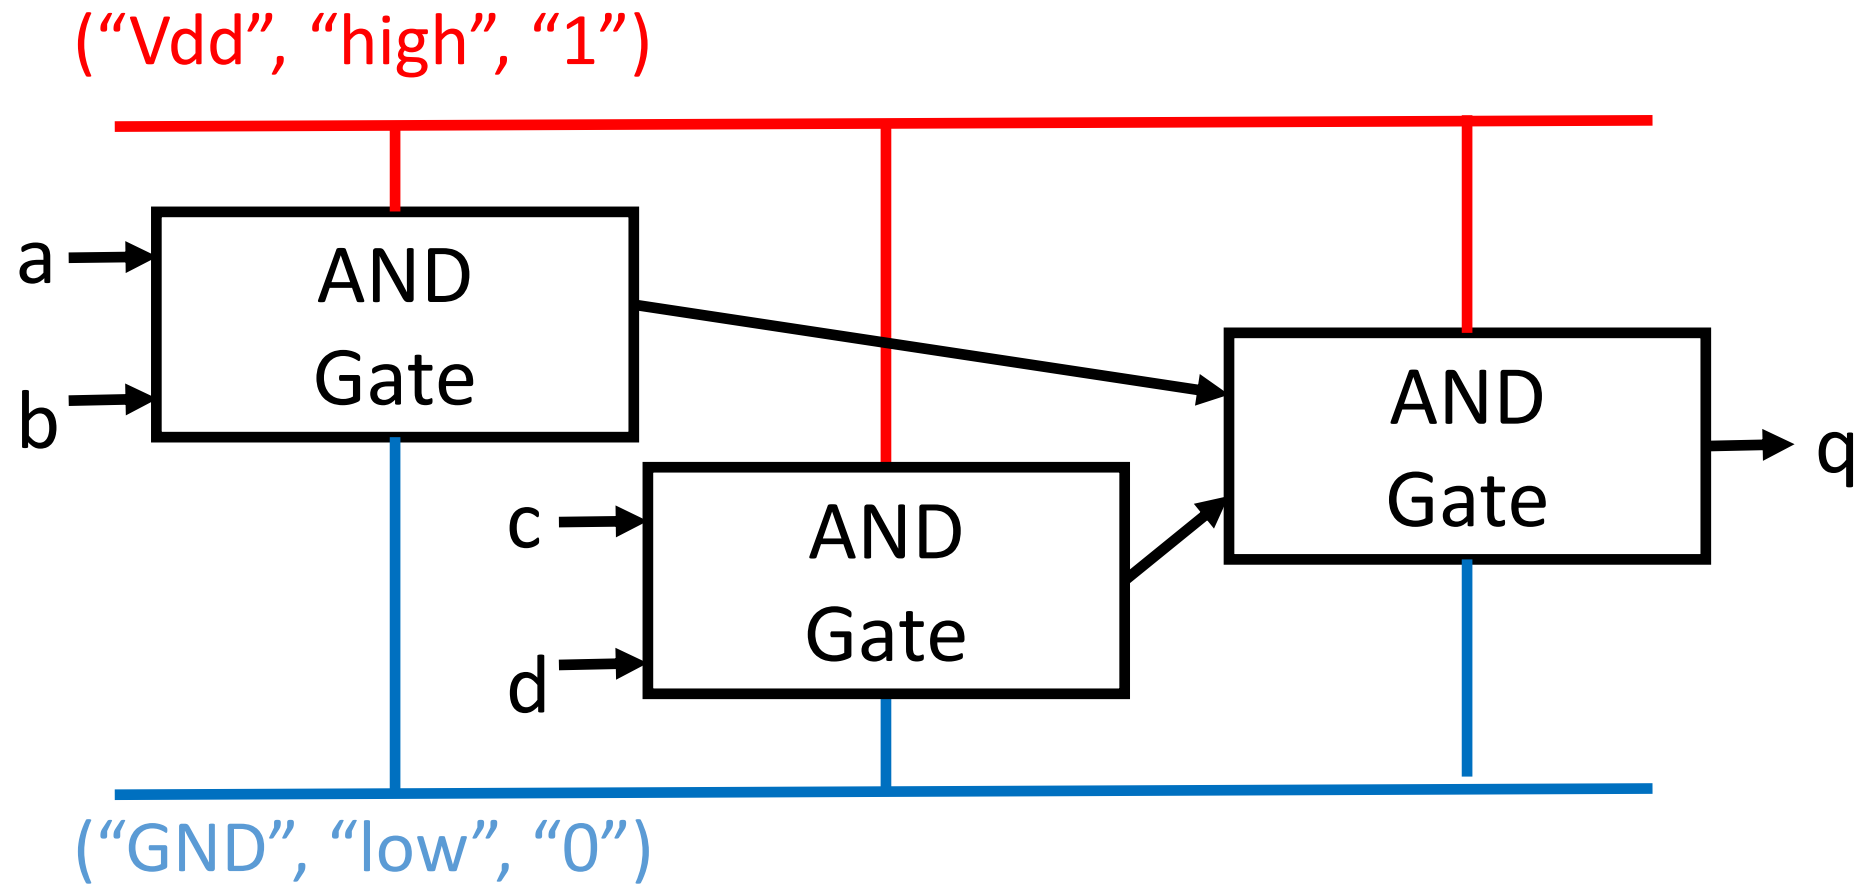 (“Vdd”, “high”, “1”)
a
b
AND
Gate
c
d
AND
Gate
AND
Gate
q
(“GND”, “low”, “0”)